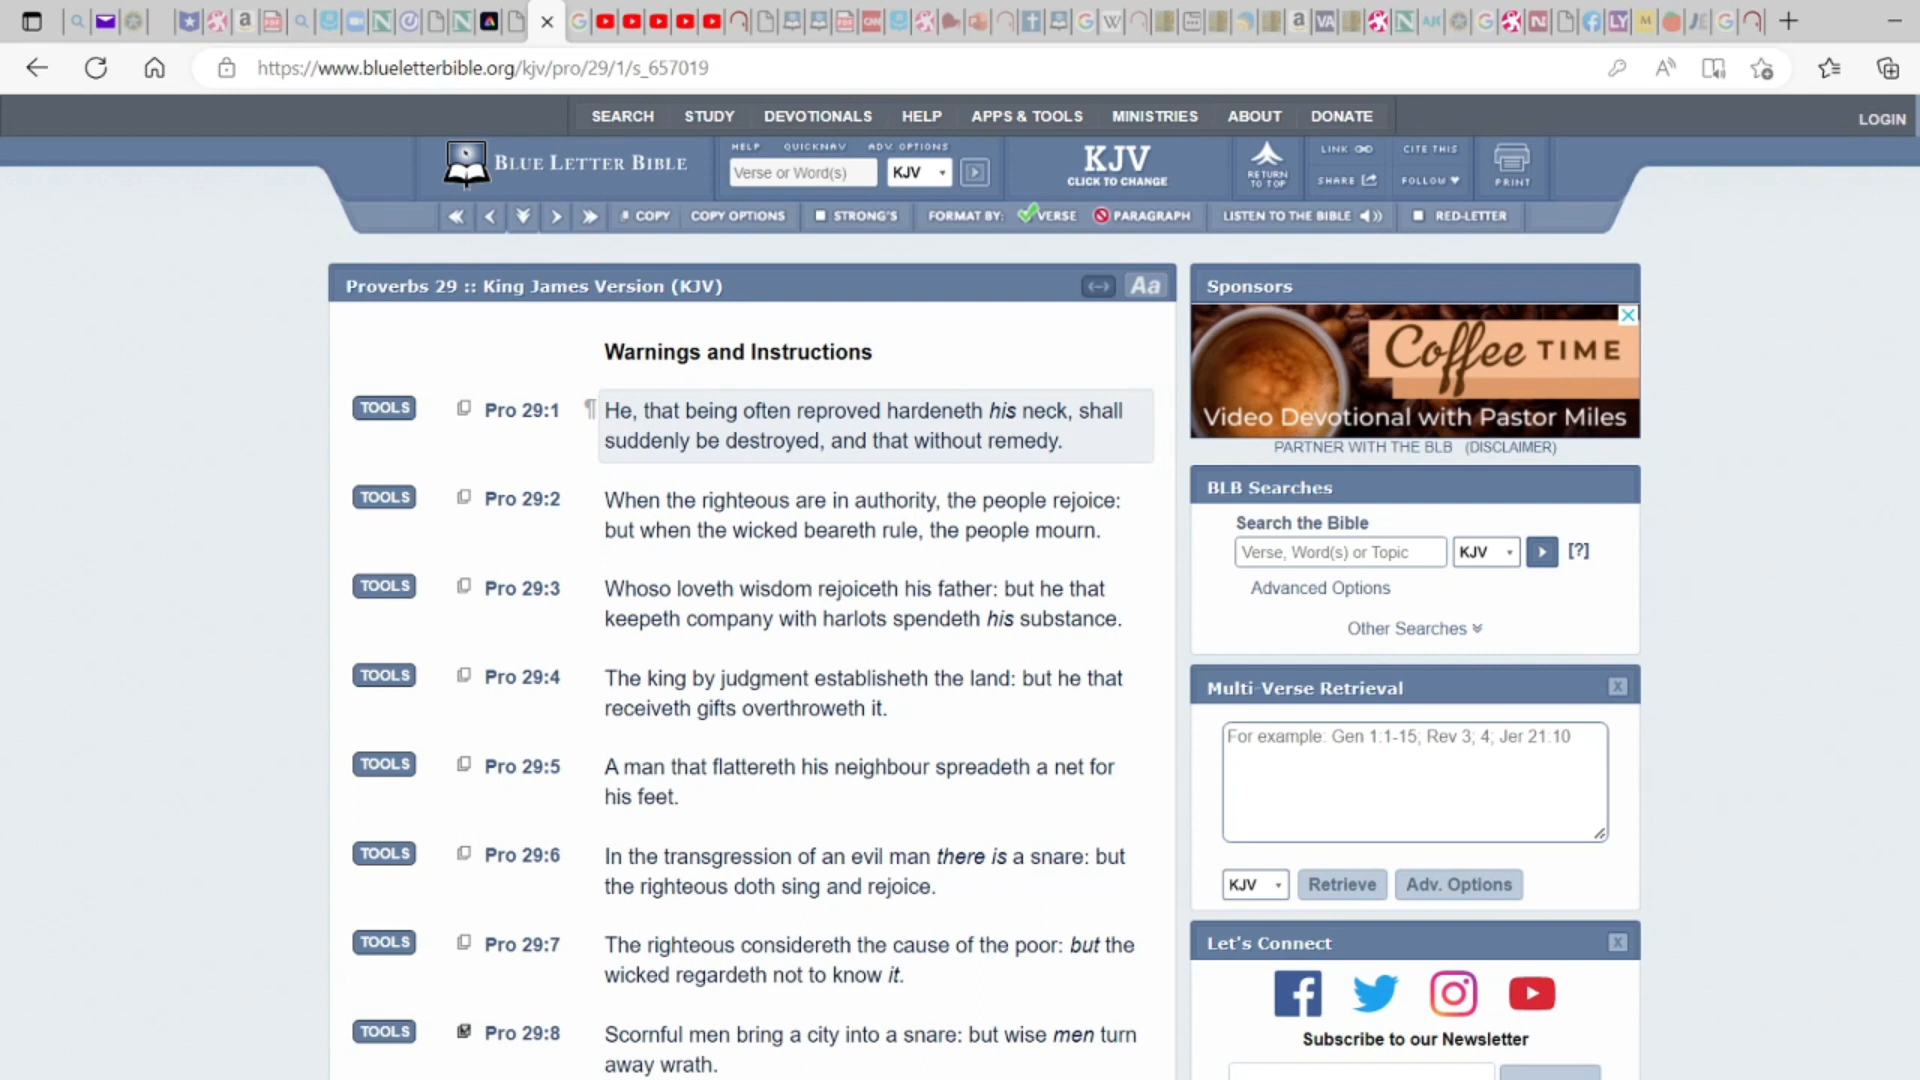 https://www.blueletterbible.org/kjv/pro/29/1/s_657019
SEARCH STUDY DEVOTIONALS HELP APPS & TOOLS MINISTRIES ABOUT DONATE
LOGIN
BLUE LETTER BIBLE
HELP QUICKNAV ADV. OPTIONS
Verse or Word(s)
KJV
KJV
CLICK TO CHANGE
RETURN
TO TOP
LINK
CITE THIS
SHARE
FOLLOW
PRINT
COPY COPY OPTIONS STRONG'S FORMAT BY: VERSE PARAGRAPH LISTEN TO THE BIBLE RED-LETTER
Proverbs 29 :: King James Version (KJV)
Aa
Warnings and Instructions
TOOLS Pro 29:1 ¶ He, that being often reproved hardeneth his neck, shall
suddenly be destroyed, and that without remedy.
TOOLS Pro 29:2 When the righteous are in authority, the people rejoice:
but when the wicked beareth rule, the people mourn.
TOOLS Pro 29:3 Whoso loveth wisdom rejoiceth his father: but he that
keepeth company with harlots spendeth his substance.
TOOLS Pro 29:4 The king by judgment establisheth the land: but he that
receiveth gifts overthroweth it.
TOOLS Pro 29:5 A man that flattereth his neighbour spreadeth a net for
his feet.
TOOLS Pro 29:6 In the transgression of an evil man there is a snare: but
the righteous doth sing and rejoice.
TOOLS Pro 29:7 The righteous considereth the cause of the poor: but the
wicked regardeth not to know it.
TOOLS Pro 29:8 Scornful men bring a city into a snare: but wise men turn
away wrath.
Sponsors
Coffee TIME
Video Devotional with Pastor Miles
PARTNER WITH THE BLB (DISCLAIMER)
BLB Searches
Search the Bible
Verse, Word(s) or Topic
KJV
[?]
Advanced Options
Other Searches
Multi-Verse Retrieval
X
For example: Gen 1:1-15; Rev 3; 4; Jer 21:10
KJV
Retrieve
Adv. Options
Let's Connect
X
Subscribe to our Newsletter